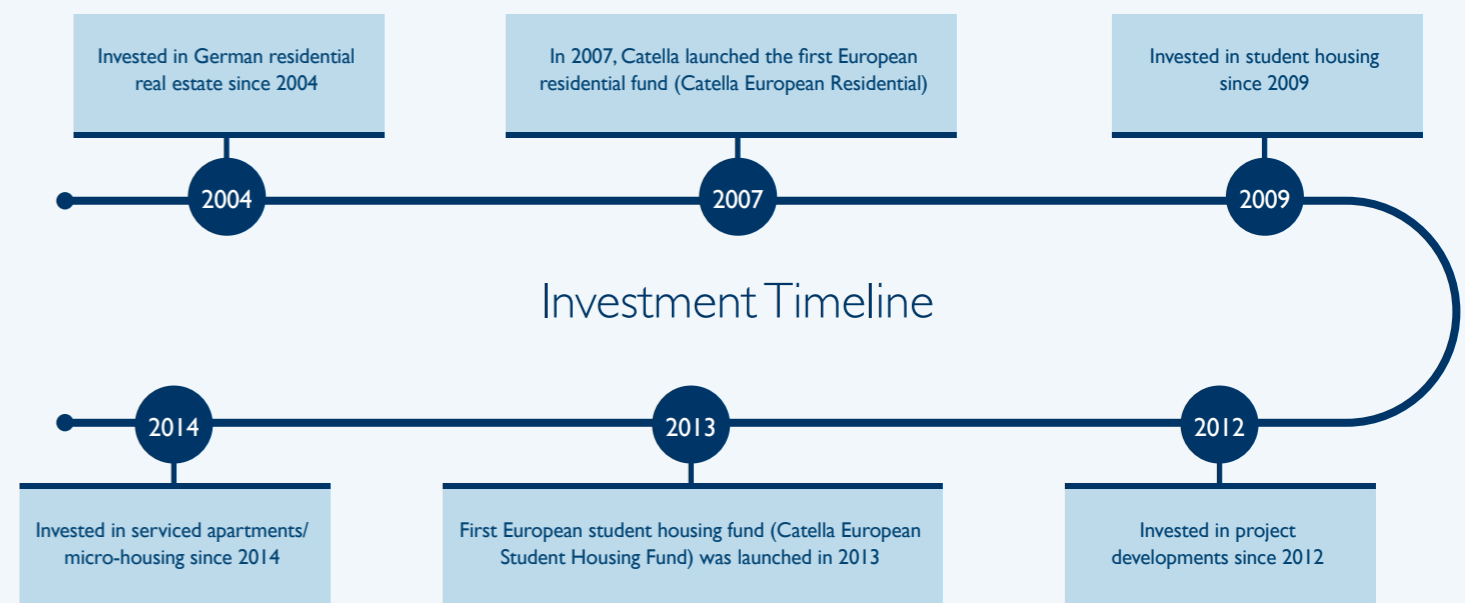 Invested in German residential
real estate since 2004
In 2007, Catella launched the first European
residential fund (Catella European Residential)
Invested in student housing
since 2009
2004
2007
2009
Investment Timeline
2014
2013
2012
Invested in serviced apartments/
micro-housing since 2014
First European student housing fund (Catella European
Student Housing Fund) was launched in 2013
Invested in project
developments since 2012